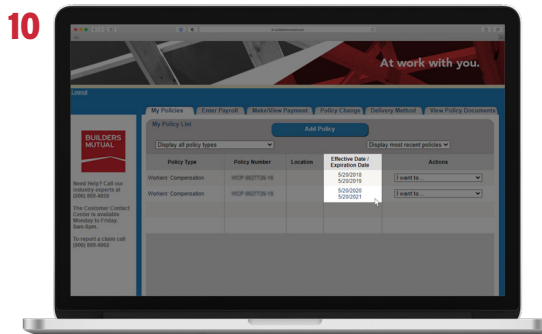 10
At work with you.
Logout
My Policies Enter Payroll Make/View Payment Policy Change Delivery Method View Policy Documents
My Policy List
Add Policy
Display all policy types
Display most recent policies
BUILDERS
MUTUAL
Policy Type Policy Number Location Effective Date / Expiration Date Actions
Workers' Compensation 5/20/2018 I want to...
5/20/2019
Workers' Compensation 5/20/2020 I want to...
5/20/2021
Need Help? Call our
industry experts at
The Customer Contact
Center is available
Monday to Friday,
8am-5pm.
To report a claim call